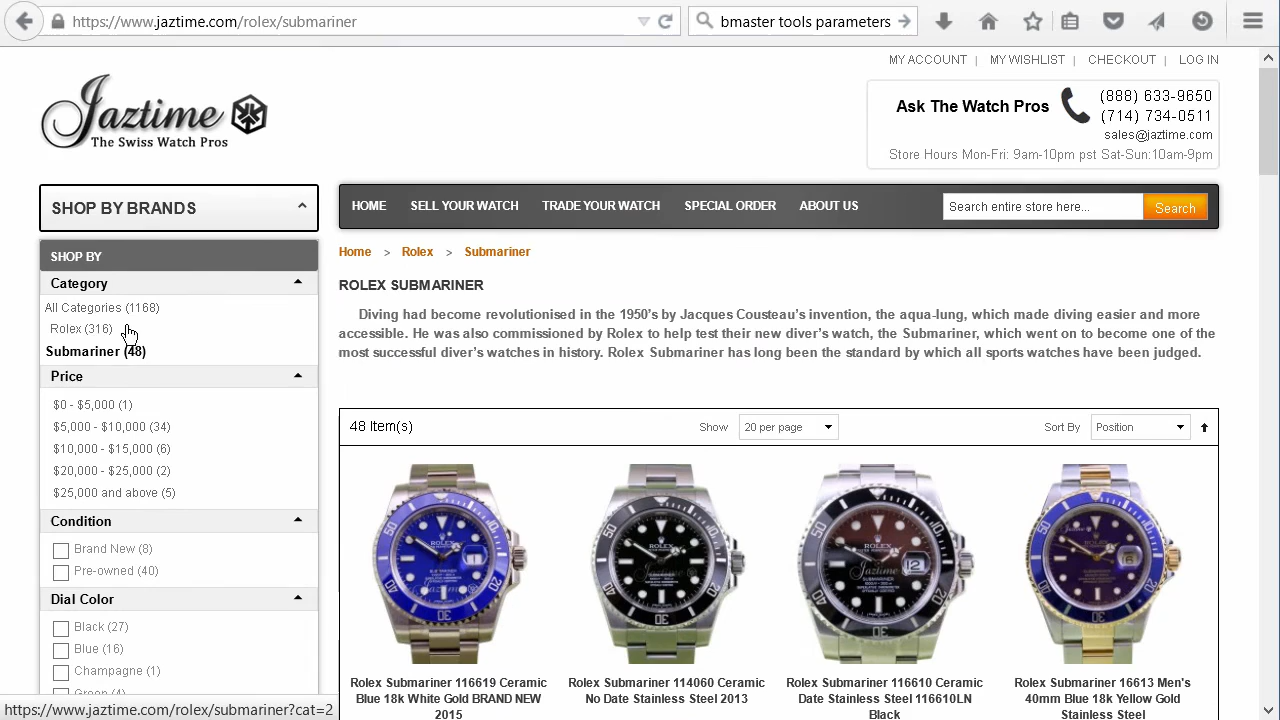 https://www.jaztime.com/rolex/submariner
bmaster tools parameters
MY ACCOUNT | MY WISHLIST | CHECKOUT | LOG IN
Jaztime
The Swiss Watch Pros
Ask The Watch Pros
(888) 633-9650
(714) 734-0511
sales@jaztime.com
Store Hours Mon-Fri: 9am-10pm pst Sat-Sun:10am-9pm
SHOP BY BRANDS
HOME SELL YOUR WATCH TRADE YOUR WATCH SPECIAL ORDER ABOUT US
Search entire store here...
Search
SHOP BY
Category
All Categories (1168)
Rolex (316)
Submariner (48)
Price
$0 - $5,000 (1)
$5,000 - $10,000 (34)
$10,000 - $15,000 (6)
$20,000 - $25,000 (2)
$25,000 and above (5)
Condition
Brand New (8)
Pre-owned (40)
Dial Color
Black (27)
Blue (16)
Champagne (1)
Green (4)
https://www.jaztime.com/rolex/submariner?cat=2
Home > Rolex > Submariner
ROLEX SUBMARINER
Diving had become revolutionised in the 1950's by Jacques Cousteau's invention, the aqua-lung, which made diving easier and more
accessible. He was also commissioned by Rolex to help test their new diver's watch, the Submariner, which went on to become one of the
most successful diver's watches in history. Rolex Submariner has long been the standard by which all sports watches have been judged.
48 Item(s)
Show 20 per page
Sort By Position
Rolex Submariner 116619 Ceramic
Blue 18k White Gold BRAND NEW
2015
Rolex Submariner 114060 Ceramic
No Date Stainless Steel 2013
Rolex Submariner 116610 Ceramic
Date Stainless Steel 116610LN
Black
Rolex Submariner 16613 Men's
40mm Blue 18k Yellow Gold
Stainless Steel